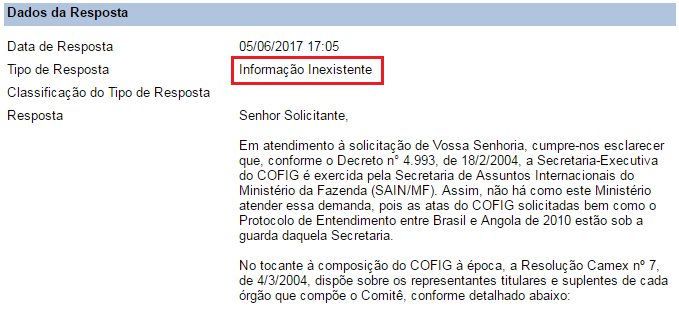 Dados da Resposta
Data de Resposta 05/06/2017 17:05
Tipo de Resposta Informação Inexistente
Classificação do Tipo de Resposta
Resposta Senhor Solicitante,
Em atendimento à solicitação de Vossa Senhoria, cumpre-nos esclarecer
que, conforme o Decreto n° 4.993, de 18/2/2004, a Secretaria-Executiva
do COFIG é exercida pela Secretaria de Assuntos Internacionais do
Ministério da Fazenda (SAIN/MF). Assim, não há como este Ministério
atender essa demanda, pois as atas do COFIG solicitadas bem como o
Protocolo de Entendimento entre Brasil e Angola de 2010 estão sob a
guarda daquela Secretaria.
No tocante à composição do COFIG à época, a Resolução Camex nº 7,
de 4/3/2004, dispõe sobre os representantes titulares e suplentes de cada
órgão que compõe o Comitê, conforme detalhado abaixo: